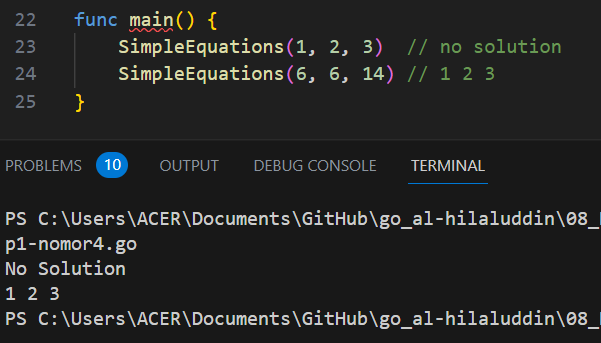 22 func main() {
23 SimpleEquations(1, 2, 3) // no solution
24 SimpleEquations(6, 6, 14) // 1 2 3
25 }
PROBLEMS 10 OUTPUT DEBUG CONSOLE TERMINAL
PS C:\Users\ACER\Documents\GitHub\go_al-hilaluddin\08_
p1-nomor4.go
No Solution
1 2 3
PS C:\Users\ACER\Documents\GitHub\go_al-hilaluddin\08_